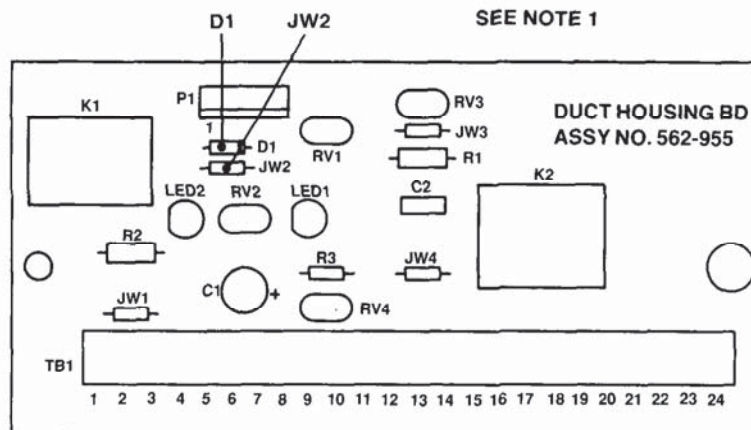 D1 JW2 SEE NOTE 1
K1 P1 RV3 DUCT HOUSING BD
1 D1 RV1 JW3 ASSY NO. 562-955
JW2 R1
LED2 RV2 LED1 C2 K2
R2
C1 + R3 JW4
JW1 RV4
TB1
1 2 3 4 5 6 7 8 9 10 11 12 13 14 15 16 17 18 19 20 21 22 23 24